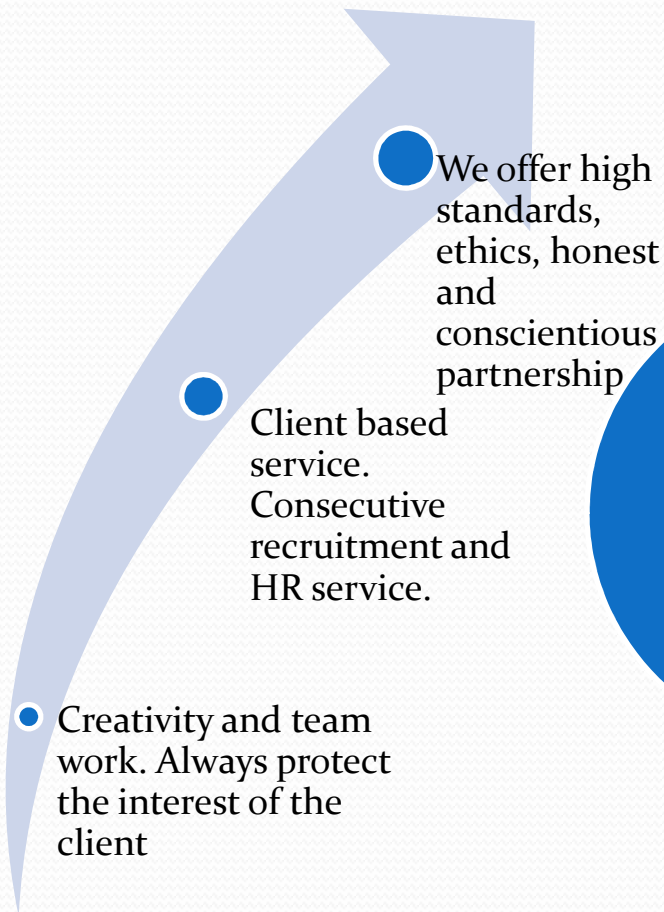 We offer high
standards,
ethics, honest
and
conscientious
partnership
Client based
service.
Consecutive
recruitment and
HR service.
Creativity and team
work. Always protect
the interest of the
client